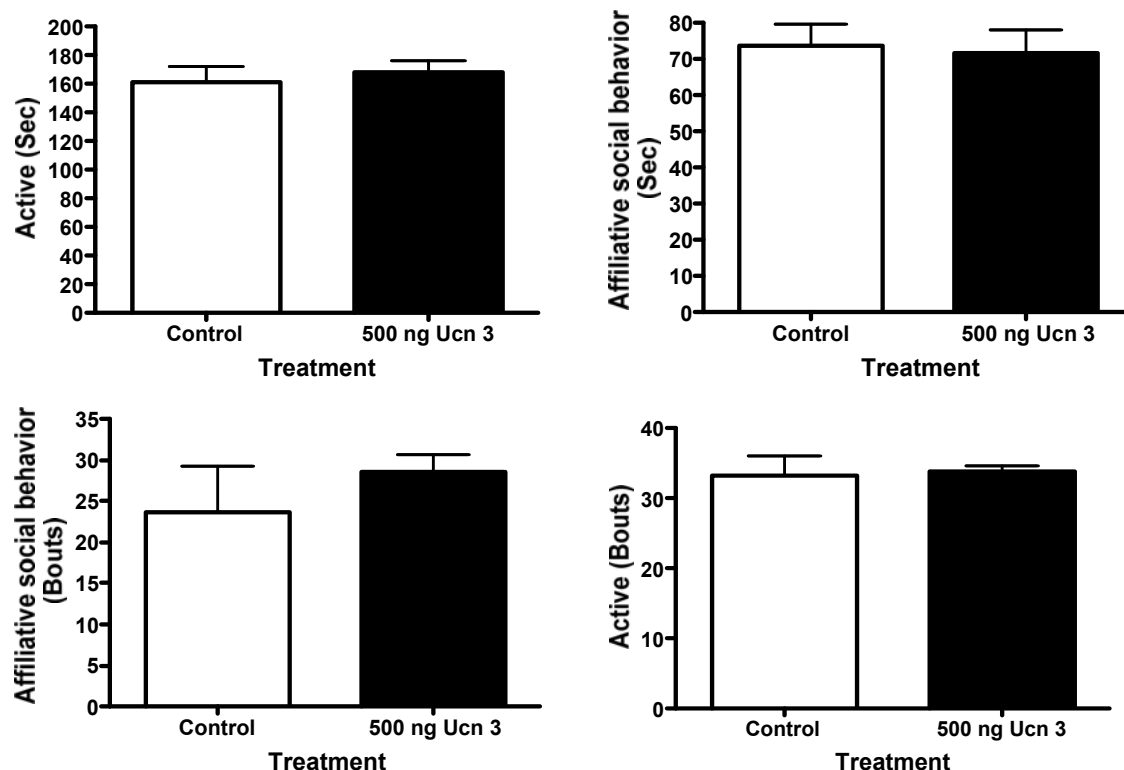 Active (Sec)
200
180
160
140
120
100
80
60
40
20
0
Control
500 ng Ucn 3
Treatment
Affiliative social behavior
(Sec)
80
70
60
50
40
30
20
10
0
Control
500 ng Ucn 3
Treatment
Affiliative social behavior
(Bouts)
35
30
25
20
15
10
5
0
Control
500 ng Ucn 3
Treatment
Active (Bouts)
40
30
20
10
0
Control
500 ng Ucn 3
Treatment